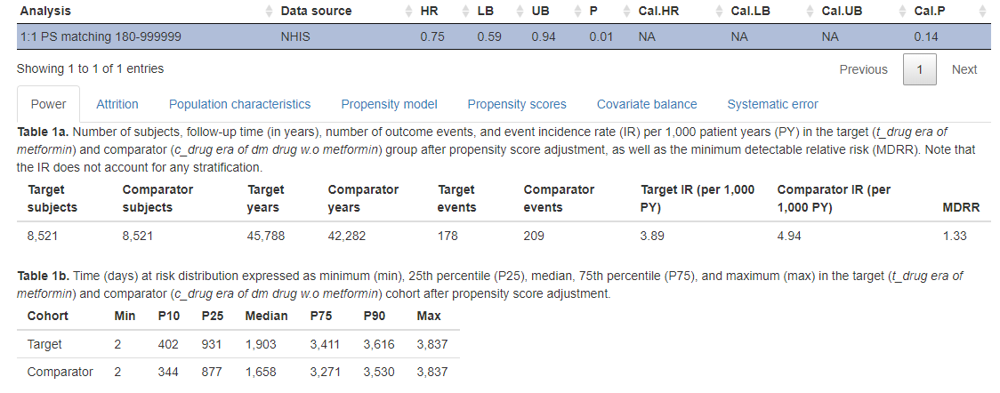 Analysis Data source HR LB UB P Cal.HR Cal.LB Cal.UB Cal.P
1:1 PS matching 180-999999 NHIS 0.75 0.59 0.94 0.01 NA NA NA 0.14
Showing 1 to 1 of 1 entries Previous 1 Next
Power Attrition Population characteristics Propensity model Propensity scores Covariate balance Systematic error
Table 1a. Number of subjects, follow-up time (in years), number of outcome events, and event incidence rate (IR) per 1,000 patient years (PY) in the target (t_drug era of
metformin) and comparator (c_drug era of dm drug w.o metformin) group after propensity score adjustment, as well as the minimum detectable relative risk (MDRR). Note that
the IR does not account for any stratification.
Target Comparator Target Comparator Target Comparator Target IR (per 1,000 Comparator IR (per
subjects subjects years years events events PY) 1,000 PY) MDRR
8,521 8,521 45,788 42,282 178 209 3.89 4.94 1.33
Table 1b. Time (days) at risk distribution expressed as minimum (min), 25th percentile (P25), median, 75th percentile (P75), and maximum (max) in the target (t_drug era of
metformin) and comparator (c_drug era of dm drug w.o metformin) cohort after propensity score adjustment.
Cohort Min P10 P25 Median P75 P90 Max
Target 2 402 931 1,903 3,411 3,616 3,837
Comparator 2 344 877 1,658 3,271 3,530 3,837